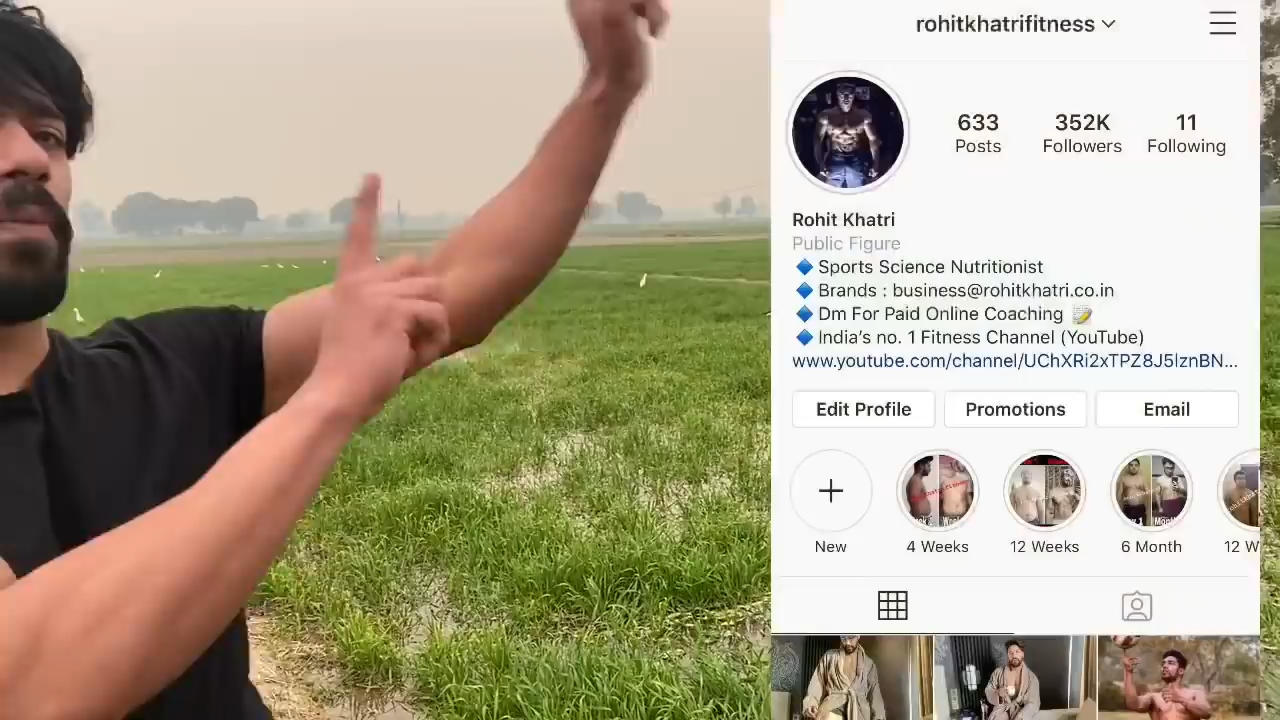 rohitkhatrifitness
633
352K
11
Posts
Followers
Following
Rohit Khatri
Public Figure
🔷 Sports Science Nutritionist
🔷 Brands : business@rohitkhatri.co.in
🔷 Dm For Paid Online Coaching 📝
🔷 India's no. 1 Fitness Channel (YouTube)
www.youtube.com/channel/UChXRi2xTPZ8J5IznBN...
Edit Profile
Promotions
Email
New
4 Weeks
12 Weeks
6 Month
12 W